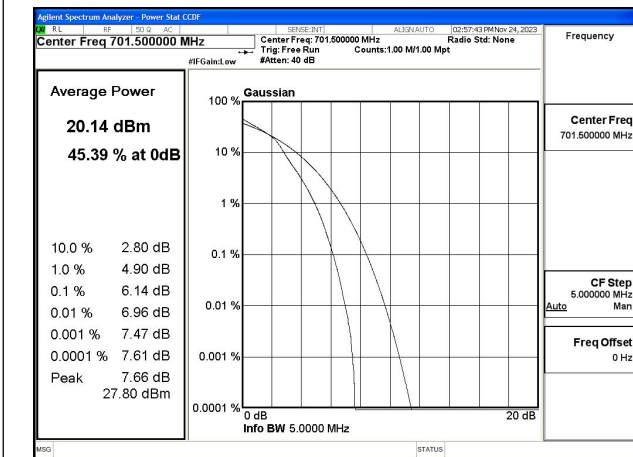 Agilent Spectrum Analyzer - Power Stat CCDF
RL RF 50 Ω AC SENSE:INT ALIGN AUTO 02:57:43 PM Nov 24, 2023
Center Freq 701.500000 MHz
Center Freq: 701.500000 MHz Radio Std: None
Trig: Free Run Counts:1.00 M/1.00 Mpt
#IFGain:Low #Atten: 40 dB
Frequency
Average Power
20.14 dBm
45.39 % at 0dB
10.0 % 2.80 dB
1.0 % 4.90 dB
0.1 % 6.14 dB
0.01 % 6.96 dB
0.001 % 7.47 dB
0.0001 % 7.61 dB
Peak 7.66 dB
27.80 dBm
Gaussian
100 %
10 %
1 %
0.1 %
0.01 %
0.001 %
0.0001 %
0 dB 20 dB
Info BW 5.0000 MHz
Center Freq
701.500000 MHz
CF Step
5.000000 MHz
Auto Man
Freq Offset
0 Hz
MSG STATUS